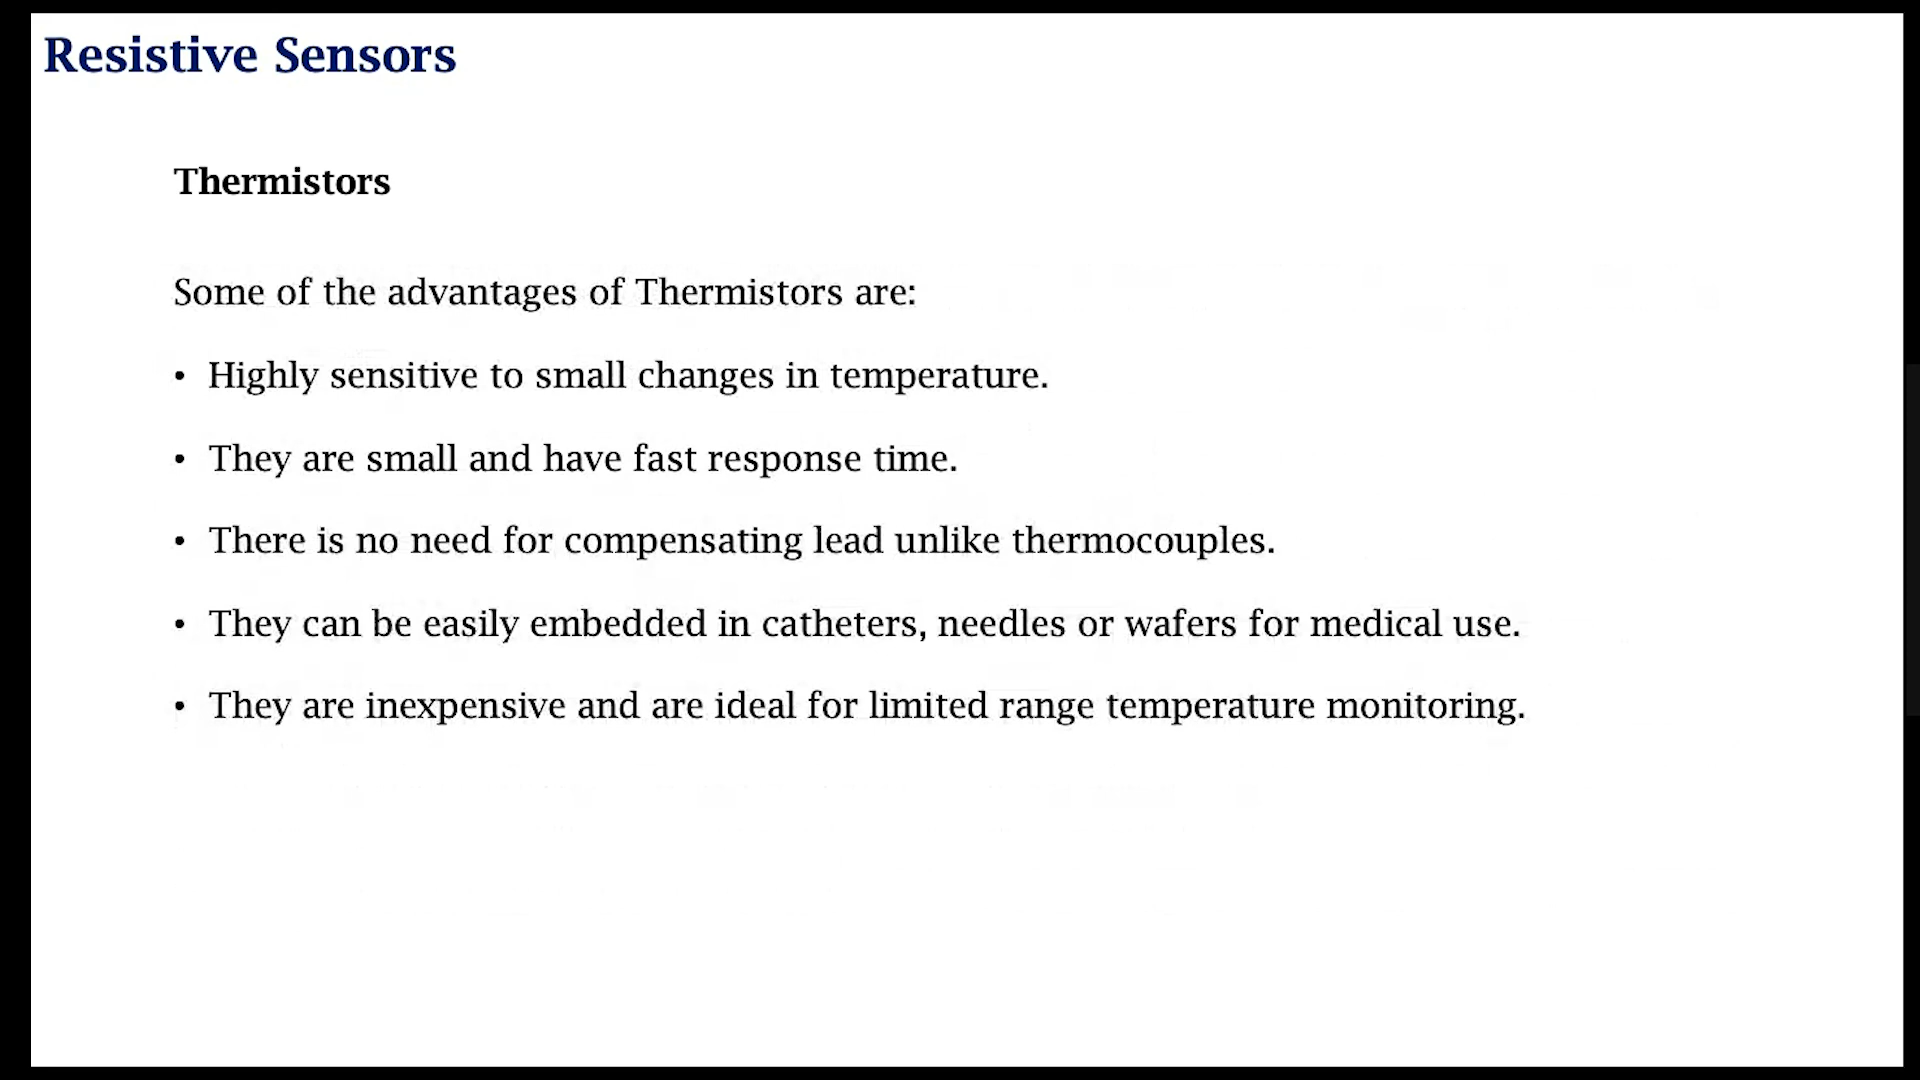 Resistive Sensors
Thermistors
Some of the advantages of Thermistors are:
• Highly sensitive to small changes in temperature.
• They are small and have fast response time.
• There is no need for compensating lead unlike thermocouples.
• They can be easily embedded in catheters, needles or wafers for medical use.
• They are inexpensive and are ideal for limited range temperature monitoring.